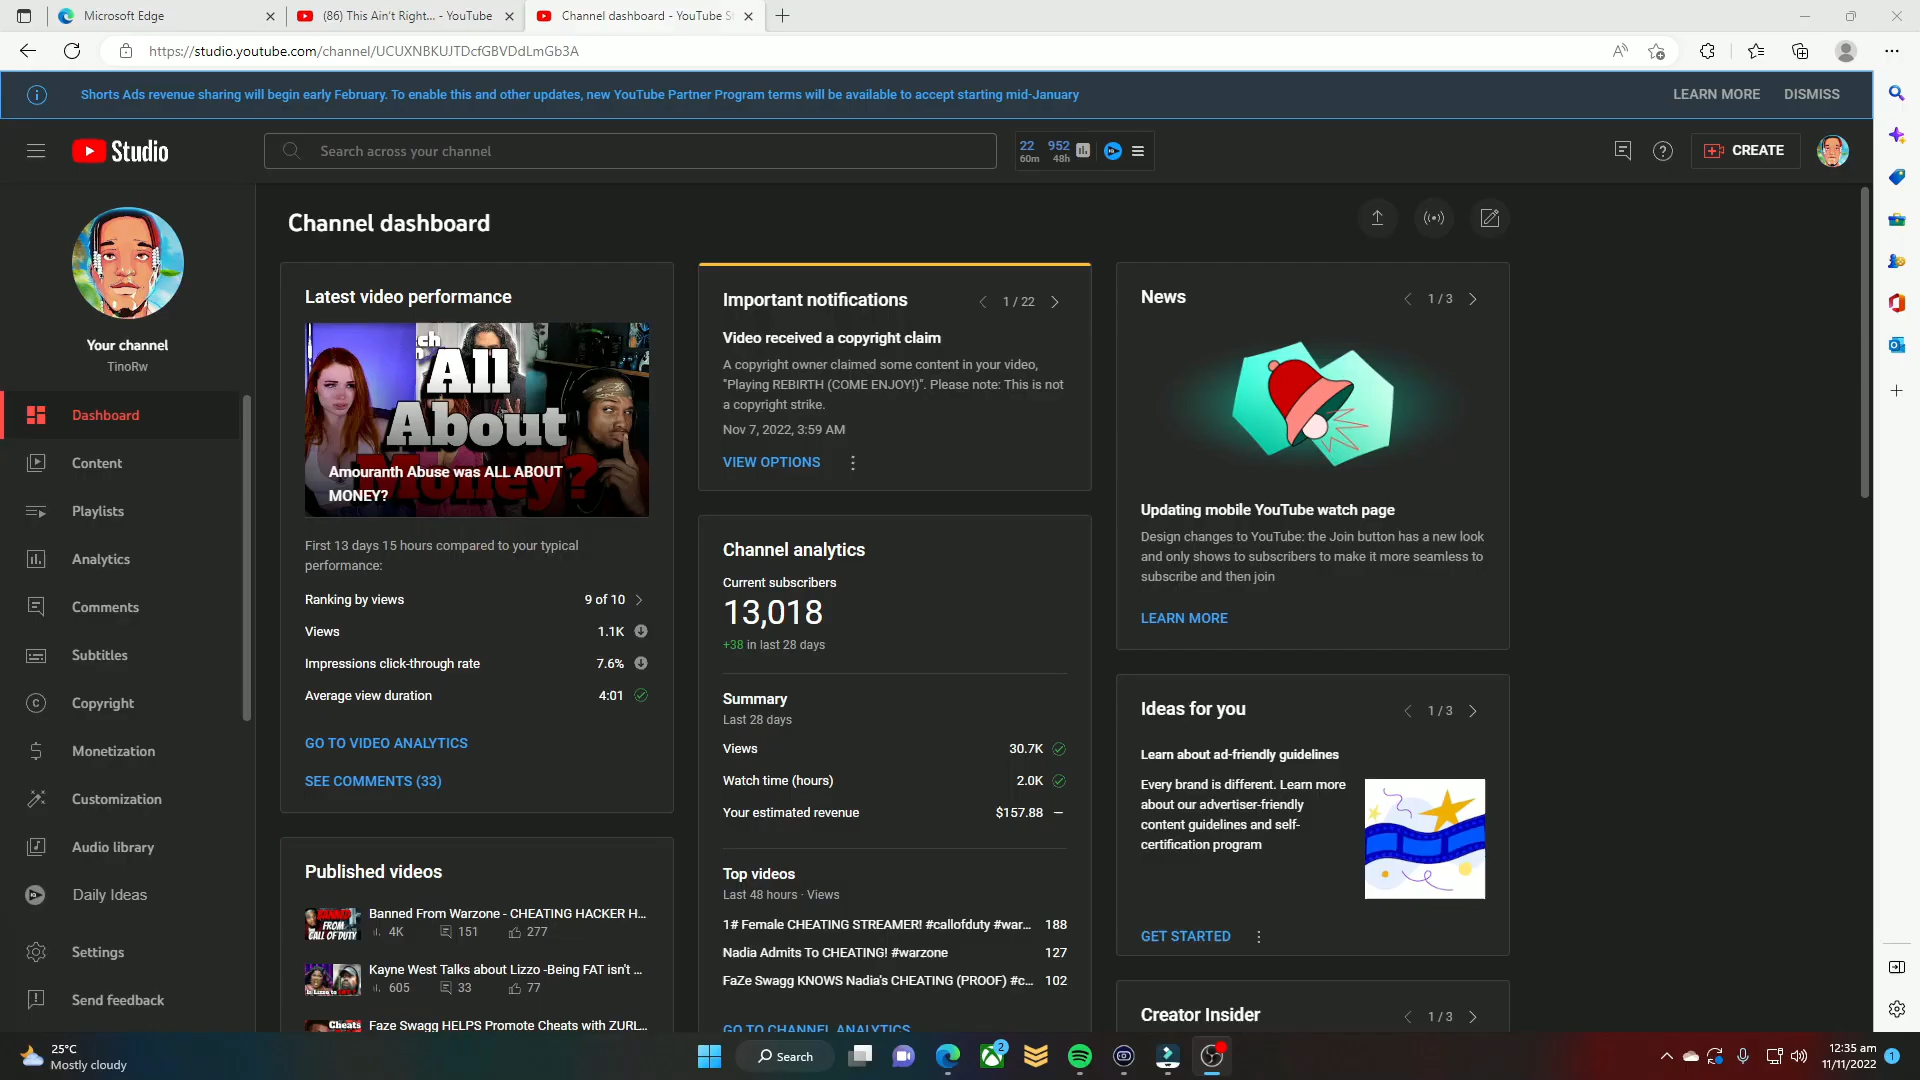 Microsoft Edge
(86) This Ain't Right... - YouTube
Channel dashboard - YouTube S
https://studio.youtube.com/channel/UCUXNBKUJTDcfGBVDdLmGb3A
Shorts Ads revenue sharing will begin early February. To enable this and other updates, new YouTube Partner Program terms will be available to accept starting mid-January
LEARN MORE
DISMISS
Studio
Search across your channel
22 952
60m 48h
CREATE
Your channel
TinoRw
Dashboard
Content
Playlists
Analytics
Comments
Subtitles
Copyright
Monetization
Customization
Audio library
Daily Ideas
Settings
Send feedback
Channel dashboard
Latest video performance
All
About
Money?
Amouranth Abuse was ALL ABOUT
MONEY?
First 13 days 15 hours compared to your typical
performance:
Ranking by views 9 of 10
Views 1.1K
Impressions click-through rate 7.6%
Average view duration 4:01
GO TO VIDEO ANALYTICS
SEE COMMENTS (33)
Published videos
BANNED
FROM
CALL OF DUTY
Banned From Warzone - CHEATING HACKER H...
4K 151 277
Kayne West Talks about Lizzo -Being FAT isn't ...
605 33 77
Cheats
Faze Swagg HELPS Promote Cheats with ZURL...
Important notifications
1 / 22
Video received a copyright claim
A copyright owner claimed some content in your video,
"Playing REBIRTH (COME ENJOY!)". Please note: This is not
a copyright strike.
Nov 7, 2022, 3:59 AM
VIEW OPTIONS
Channel analytics
Current subscribers
13,018
+38 in last 28 days
Summary
Last 28 days
Views 30.7K
Watch time (hours) 2.0K
Your estimated revenue $157.88
Top videos
Last 48 hours · Views
1# Female CHEATING STREAMER! #callofduty #war... 188
Nadia Admits To CHEATING! #warzone 127
FaZe Swagg KNOWS Nadia's CHEATING (PROOF) #c... 102
GO TO CHANNEL ANALYTICS
News
1 / 3
Updating mobile YouTube watch page
Design changes to YouTube: the Join button has a new look
and only shows to subscribers to make it more seamless to
subscribe and then join
LEARN MORE
Ideas for you
1 / 3
Learn about ad-friendly guidelines
Every brand is different. Learn more
about our advertiser-friendly
content guidelines and self-
certification program
GET STARTED
Creator Insider
1 / 3
25°C
Mostly cloudy
Search
2
12:35 am
11/11/2022
1